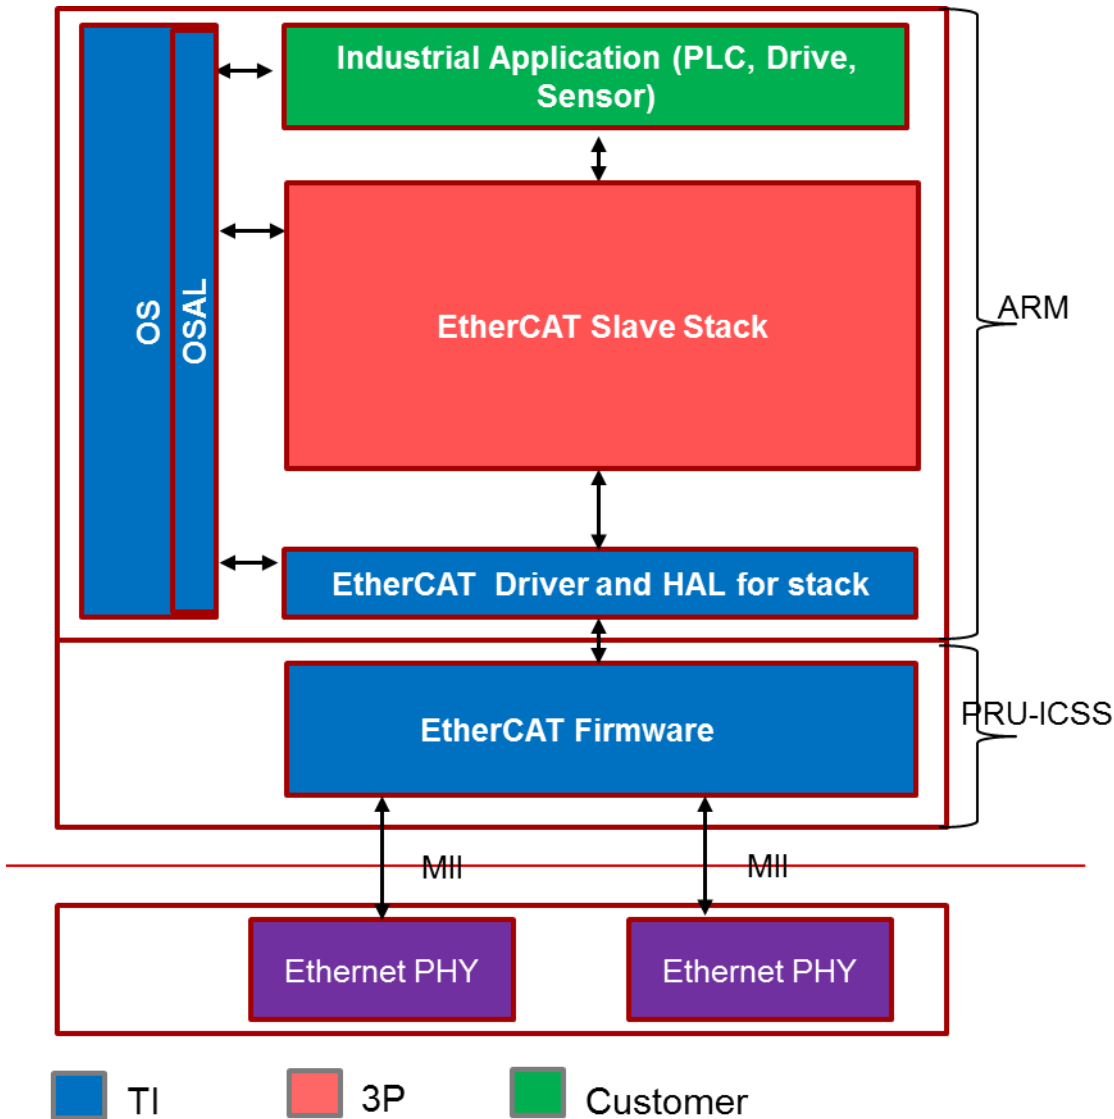 Industrial Application (PLC, Drive,
Sensor)
OS
OSAL
EtherCAT Slave Stack
ARM
EtherCAT  Driver and HAL for stack
EtherCAT Firmware
PRU-ICSS
MII
MII
Ethernet PHY
Ethernet PHY
TI
3P
Customer